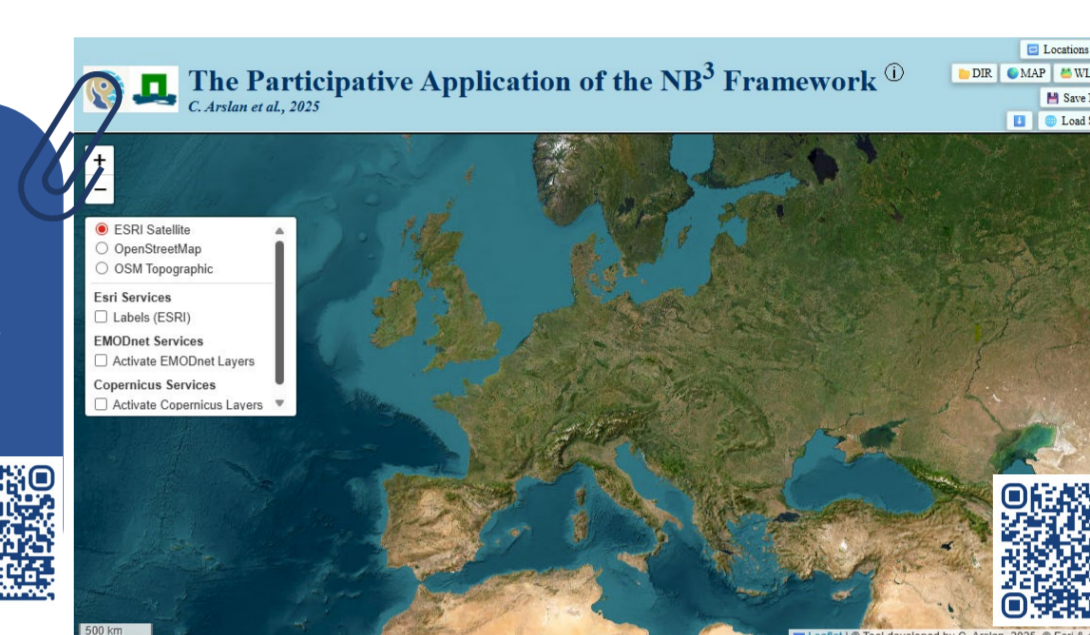 The Participative Application of the NB³ Framework ⓘ
C. Arslan et al., 2025
Locations
DIR
MAP
Save
Load
+
−
ESRI Satellite
OpenStreetMap
OSM Topographic
Esri Services
Labels (ESRI)
EMODnet Services
Activate EMODnet Layers
Copernicus Services
Activate Copernicus Layers
500 km
Leaflet | © Tool developed by C. Arslan, 2025